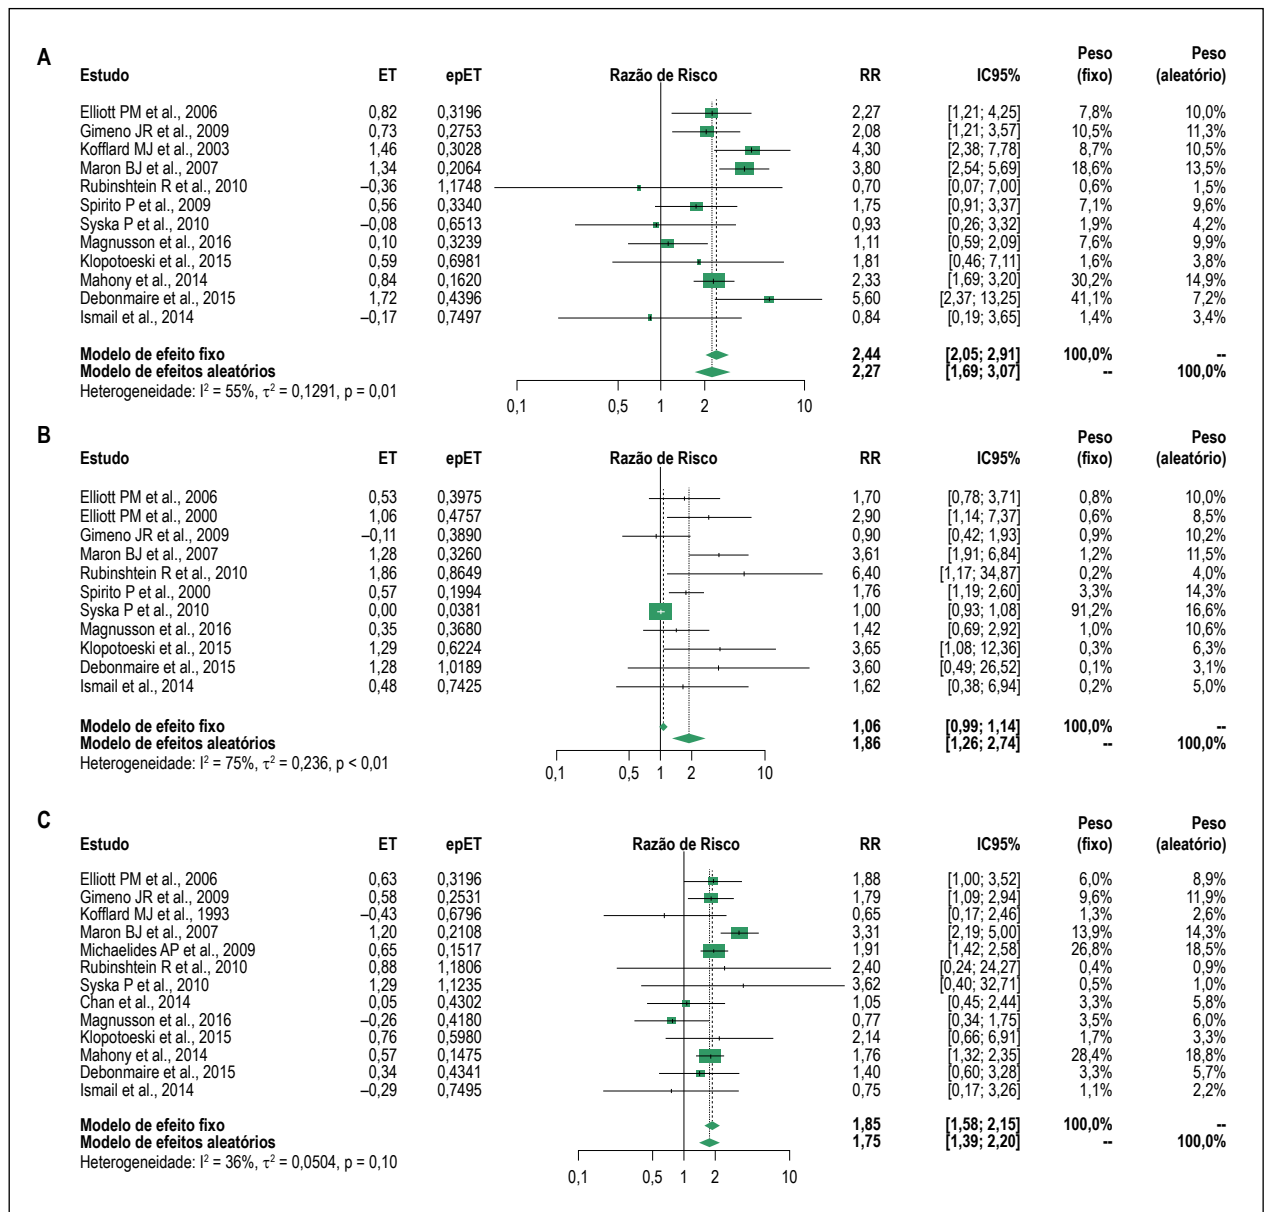 A
Peso Peso
Estudo ET epET Razão de Risco RR IC95% (fixo) (aleatório)
Elliott PM et al., 2006 0,82 0,3196 2,27 [1,21; 4,25] 7,8% 10,0%
Gimeno JR et al., 2009 0,73 0,2753 2,08 [1,21; 3,57] 10,5% 11,3%
Kofflard MJ et al., 2003 1,46 0,3028 4,30 [2,38; 7,78] 8,7% 10,5%
Maron BJ et al., 2007 1,34 0,2064 3,80 [2,54; 5,69] 18,6% 13,5%
Rubinshtein R et al., 2010 –0,36 1,1748 0,70 [0,07; 7,00] 0,6% 1,5%
Spirito P et al., 2009 0,56 0,3340 1,75 [0,91; 3,37] 7,1% 9,6%
Syska P et al., 2010 –0,08 0,6513 0,93 [0,26; 3,32] 1,9% 4,2%
Magnusson et al., 2016 0,10 0,3239 1,11 [0,59; 2,09] 7,6% 9,9%
Klopotoeski et al., 2015 0,59 0,6981 1,81 [0,46; 7,11] 1,6% 3,8%
Mahony et al., 2014 0,84 0,1620 2,33 [1,69; 3,20] 30,2% 14,9%
Debonmaire et al., 2015 1,72 0,4396 5,60 [2,37; 13,25] 41,1% 7,2%
Ismail et al., 2014 –0,17 0,7497 0,84 [0,19; 3,65] 1,4% 3,4%
Modelo de efeito fixo 2,44 [2,05; 2,91] 100,0% --
Modelo de efeitos aleatórios 2,27 [1,69; 3,07] -- 100,0%
Heterogeneidade: I² = 55%, τ² = 0,1291, p = 0,01
0,1 0,5 1 2 10
B
Peso Peso
Estudo ET epET Razão de Risco RR IC95% (fixo) (aleatório)
Elliott PM et al., 2006 0,53 0,3975 1,70 [0,78; 3,71] 0,8% 10,0%
Elliott PM et al., 2000 1,06 0,4757 2,90 [1,14; 7,37] 0,6% 8,5%
Gimeno JR et al., 2009 –0,11 0,3890 0,90 [0,42; 1,93] 0,9% 10,2%
Maron BJ et al., 2007 1,28 0,3260 3,61 [1,91; 6,84] 1,2% 11,5%
Rubinshtein R et al., 2010 1,86 0,8649 6,40 [1,17; 34,87] 0,2% 4,0%
Spirito P et al., 2000 0,57 0,1994 1,76 [1,19; 2,60] 3,3% 14,3%
Syska P et al., 2010 0,00 0,0381 1,00 [0,93; 1,08] 91,2% 16,6%
Magnusson et al., 2016 0,35 0,3680 1,42 [0,69; 2,92] 1,0% 10,6%
Klopotoeski et al., 2015 1,29 0,6224 3,65 [1,08; 12,36] 0,3% 6,3%
Debonmaire et al., 2015 1,28 1,0189 3,60 [0,49; 26,52] 0,1% 3,1%
Ismail et al., 2014 0,48 0,7425 1,62 [0,38; 6,94] 0,2% 5,0%
Modelo de efeito fixo 1,06 [0,99; 1,14] 100,0% --
Modelo de efeitos aleatórios 1,86 [1,26; 2,74] -- 100,0%
Heterogeneidade: I² = 75%, τ² = 0,236, p < 0,01
0,1 0,5 1 2 10
C
Peso Peso
Estudo ET epET Razão de Risco RR IC95% (fixo) (aleatório)
Elliott PM et al., 2006 0,63 0,3196 1,88 [1,00; 3,52] 6,0% 8,9%
Gimeno JR et al., 2009 0,58 0,2531 1,79 [1,09; 2,94] 9,6% 11,9%
Kofflard MJ et al., 1993 –0,43 0,6796 0,65 [0,17; 2,46] 1,3% 2,6%
Maron BJ et al., 2007 1,20 0,2108 3,31 [2,19; 5,00] 13,9% 14,3%
Michaelides AP et al., 2009 0,65 0,1517 1,91 [1,42; 2,58] 26,8% 18,5%
Rubinshtein R et al., 2010 0,88 1,1806 2,40 [0,24; 24,27] 0,4% 0,9%
Syska P et al., 2010 1,29 1,1235 3,62 [0,40; 32,71] 0,5% 1,0%
Chan et al., 2014 0,05 0,4302 1,05 [0,45; 2,44] 3,3% 5,8%
Magnusson et al., 2016 –0,26 0,4180 0,77 [0,34; 1,75] 3,5% 6,0%
Klopotoeski et al., 2015 0,76 0,5980 2,14 [0,66; 6,91] 1,7% 3,3%
Mahony et al., 2014 0,57 0,1475 1,76 [1,32; 2,35] 28,4% 18,8%
Debonmaire et al., 2015 0,34 0,4341 1,40 [0,60; 3,28] 3,3% 5,7%
Ismail et al., 2014 –0,29 0,7495 0,75 [0,17; 3,26] 1,1% 2,2%
Modelo de efeito fixo 1,85 [1,58; 2,15] 100,0% --
Modelo de efeitos aleatórios 1,75 [1,39; 2,20] -- 100,0%
Heterogeneidade: I² = 36%, τ² = 0,0504, p = 0,10
0,1 0,5 1 2 10